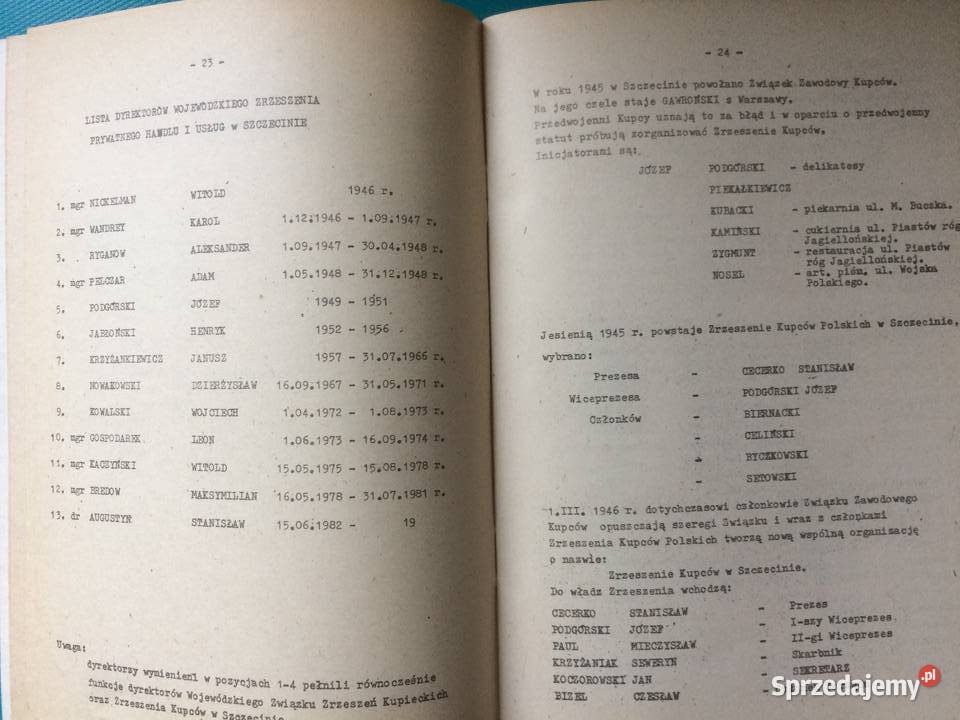 - 23 -
LISTA DYREKTORÓW WOJEWÓDZKIEGO ZRZESZENIA
PRYWATNEGO HANDLU I USŁUG W SZCZECINIE
1. mgr NICKELMAN WITOLD 1946 r.
2. mgr WANDREY KAROL 1.12.1946 - 1.09.1947 r.
3. RYGANOW ALEKSANDER 1.09.1947 - 30.04.1948 r.
4. mgr PELCZAR ADAM 1.05.1948 - 31.12.1948 r.
5. PODGÓRSKI JÓZEF 1949 - 1951
6. JABŁOŃSKI HENRYK 1952 - 1956
7. KRZYŻANKIEWICZ JANUSZ 1957 - 31.07.1966 r.
8. NOWAKOWSKI DZIERŻYSŁAW 16.09.1967 - 31.05.1971 r.
9. KOWALSKI WOJCIECH 1.04.1972 - 1.08.1973 r.
10. mgr GOSPODAREK LEON 1.06.1973 - 16.09.1974 r.
11. mgr KACZYŃSKI WITOLD 15.05.1975 - 15.08.1978 r.
12. mgr BREDOW MAKSYMILIAN 16.05.1978 - 31.07.1981 r.
13. dr AUGUSTYN STANISŁAW 15.06.1982 - 19
Uwaga:
dyrektorzy wymienieni w pozycjach 1-4 pełnili równocześnie
funkcje dyrektorów Wojewódzkiego Związku Zrzeszeń Kupieckich
oraz Zrzeszenia Kupców w Szczecinie.
- 24 -
W roku 1945 w Szczecinie powołano Związek Zawodowy Kupców.
Na jego czele staje GAWROŃSKI z Warszawy.
Przedwojenni Kupcy uznają to za błąd i w oparciu o przedwojenny
statut próbują zorganizować Zrzeszenie Kupców.
Inicjatorami są:
JÓZEF PODGÓRSKI - delikatesy
PIEKAŁKIEWICZ
KUBACKI - piekarnia ul. M. Buczka.
KAMIŃSKI - cukiernia ul. Piastów róg
Jagiellońskiej.
ZYGMUNT - restauracja ul. Piastów
róg Jagiellońskiej.
NOSEL - art. piśm. ul. Wojska
Polskiego.
Jesienią 1945 r. powstaje Zrzeszenie Kupców Polskich w Szczecinie,
wybrano:
Prezesa - CECERKO STANISŁAW
Wiceprezesa - PODGÓRSKI JÓZEF
Członków - BIERNACKI
- CELIŃSKI
- BYCZKOWSKI
- SETOWSKI
1.III. 1946 r. dotychczasowi członkowie Związku Zawodowego
Kupców opuszczają szeregi Związku i wraz z członkami
Zrzeszenia Kupców Polskich tworzą nową wspólną organizację
o nazwie:
Zrzeszenie Kupców w Szczecinie.
Do władz Zrzeszenia wchodzą:
CECERKO STANISŁAW - Prezes
PODGÓRSKI JÓZEF - I-szy Wiceprezes
PAUL MIECZYSŁAW - II-gi Wiceprezes
KRZYŻANIAK SEWERYN - Skarbnik
KOCZOROWSKI JAN - SEKRETARZ
BIZEL CZESŁAW -
Sprzedajemy.pl